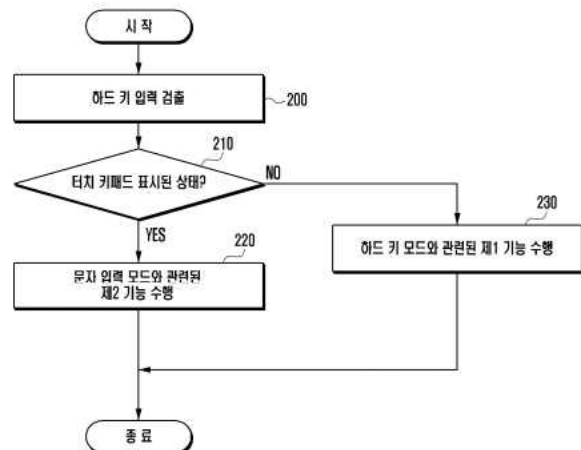 시 작
하드 키 입력 검출
200
210
터치 키패드 표시된 상태?
NO
YES
230
하드 키 모드와 관련된 제1 기능 수행
220
문자 입력 모드와 관련된
제2 기능 수행
종 료